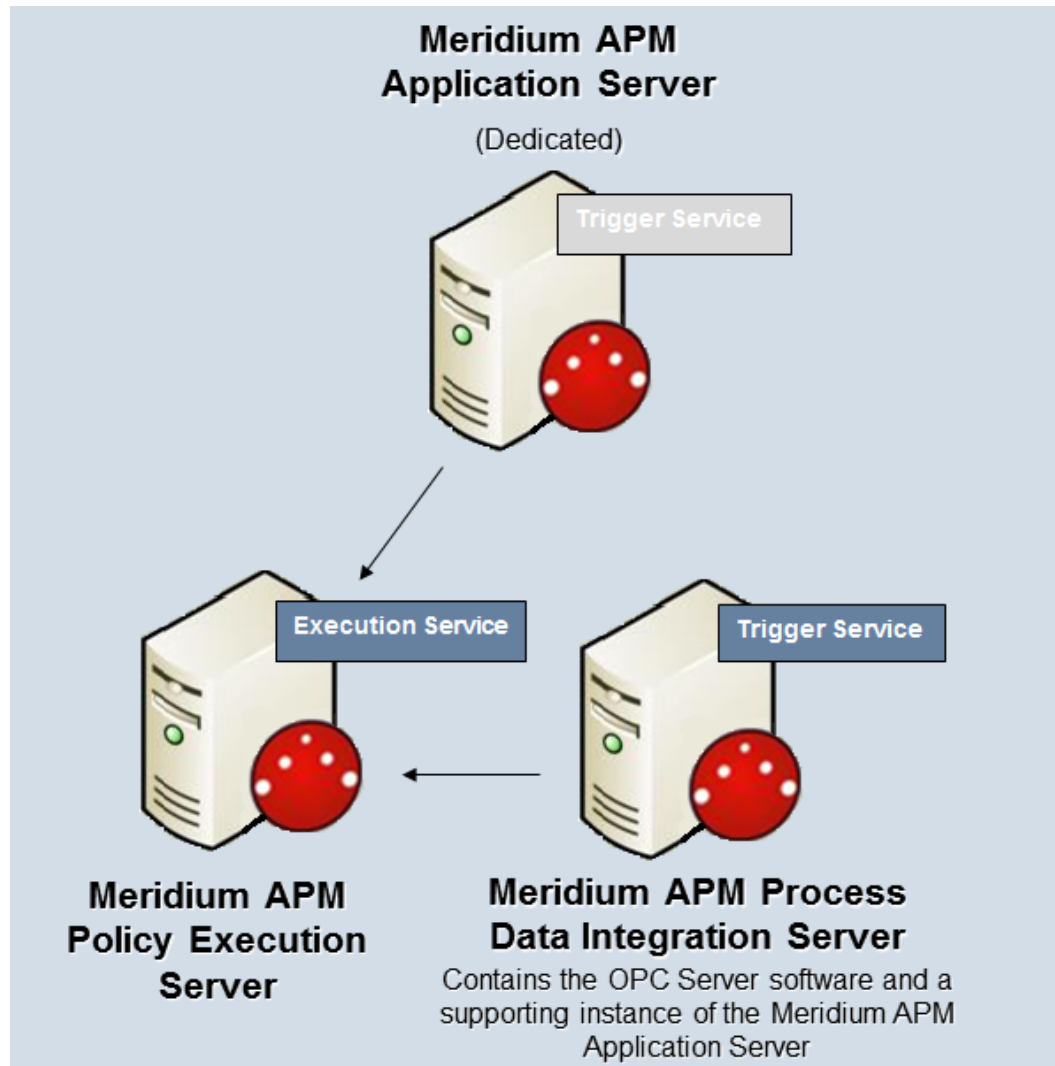 Meridium APM
Application Server
(Dedicated)
Trigger Service
Execution Service
Trigger Service
Meridium APM
Policy Execution
Server
Meridium APM Process
Data Integration Server
Contains the OPC Server software and a
supporting instance of the Meridium APM
Application Server